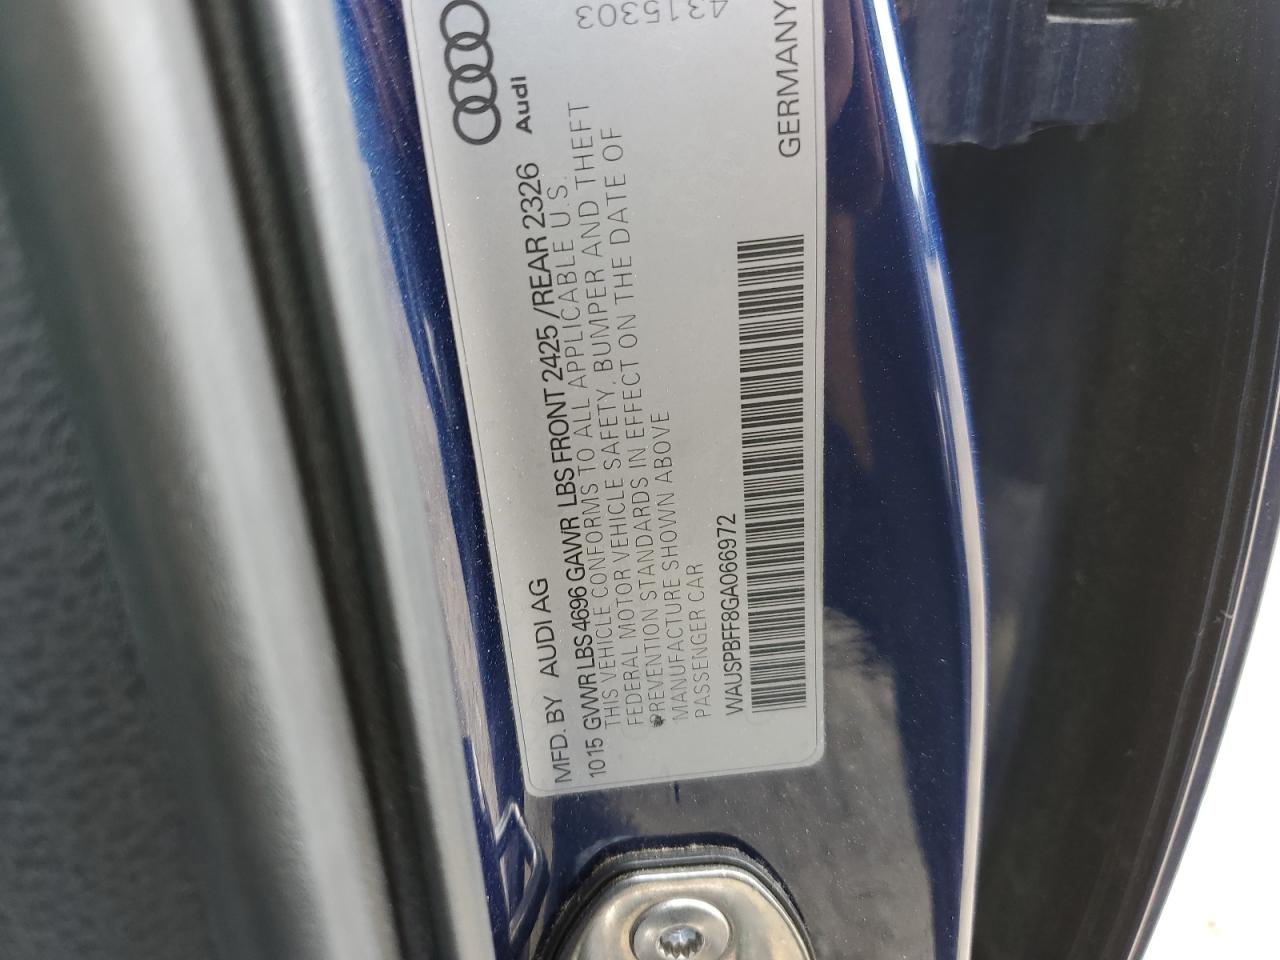 Audi
4315303
MFD. BY AUDI AG
1015 GVWR LBS 4696 GAWR LBS FRONT 2425 /REAR 2326
THIS VEHICLE CONFORMS TO ALL APPLICABLE U.S.
FEDERAL MOTOR VEHICLE SAFETY, BUMPER AND THEFT
PREVENTION STANDARDS IN EFFECT ON THE DATE OF
MANUFACTURE SHOWN ABOVE
PASSENGER CAR
WAUSPBFF8GA066972
GERMANY